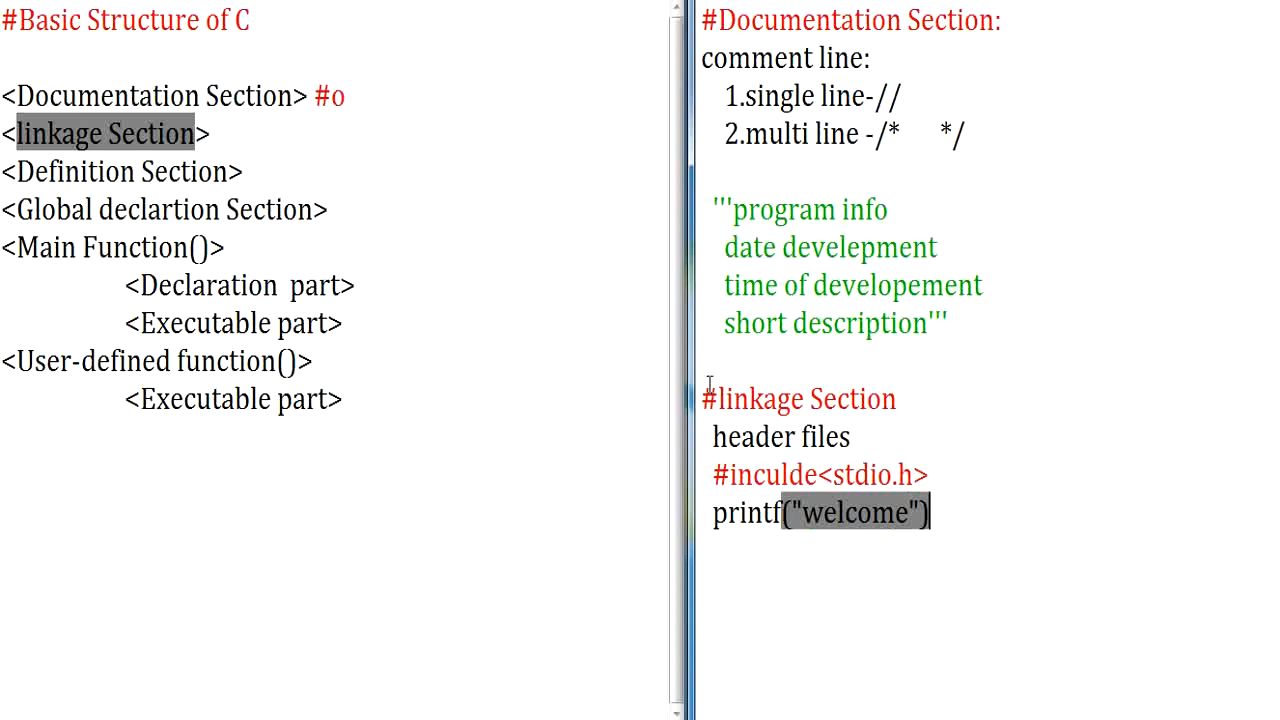 #Basic Structure of C
<Documentation Section> #o
<linkage Section>
<Definition Section>
<Global declartion Section>
<Main Function()>
<Declaration  part>
<Executable part>
<User-defined function()>
<Executable part>
#Documentation Section:
comment line:
1.single line-//
2.multi line -/*      */
'''program info
date develepment
time of developement
short description'''
#linkage Section
header files
#inculde<stdio.h>
printf("welcome")